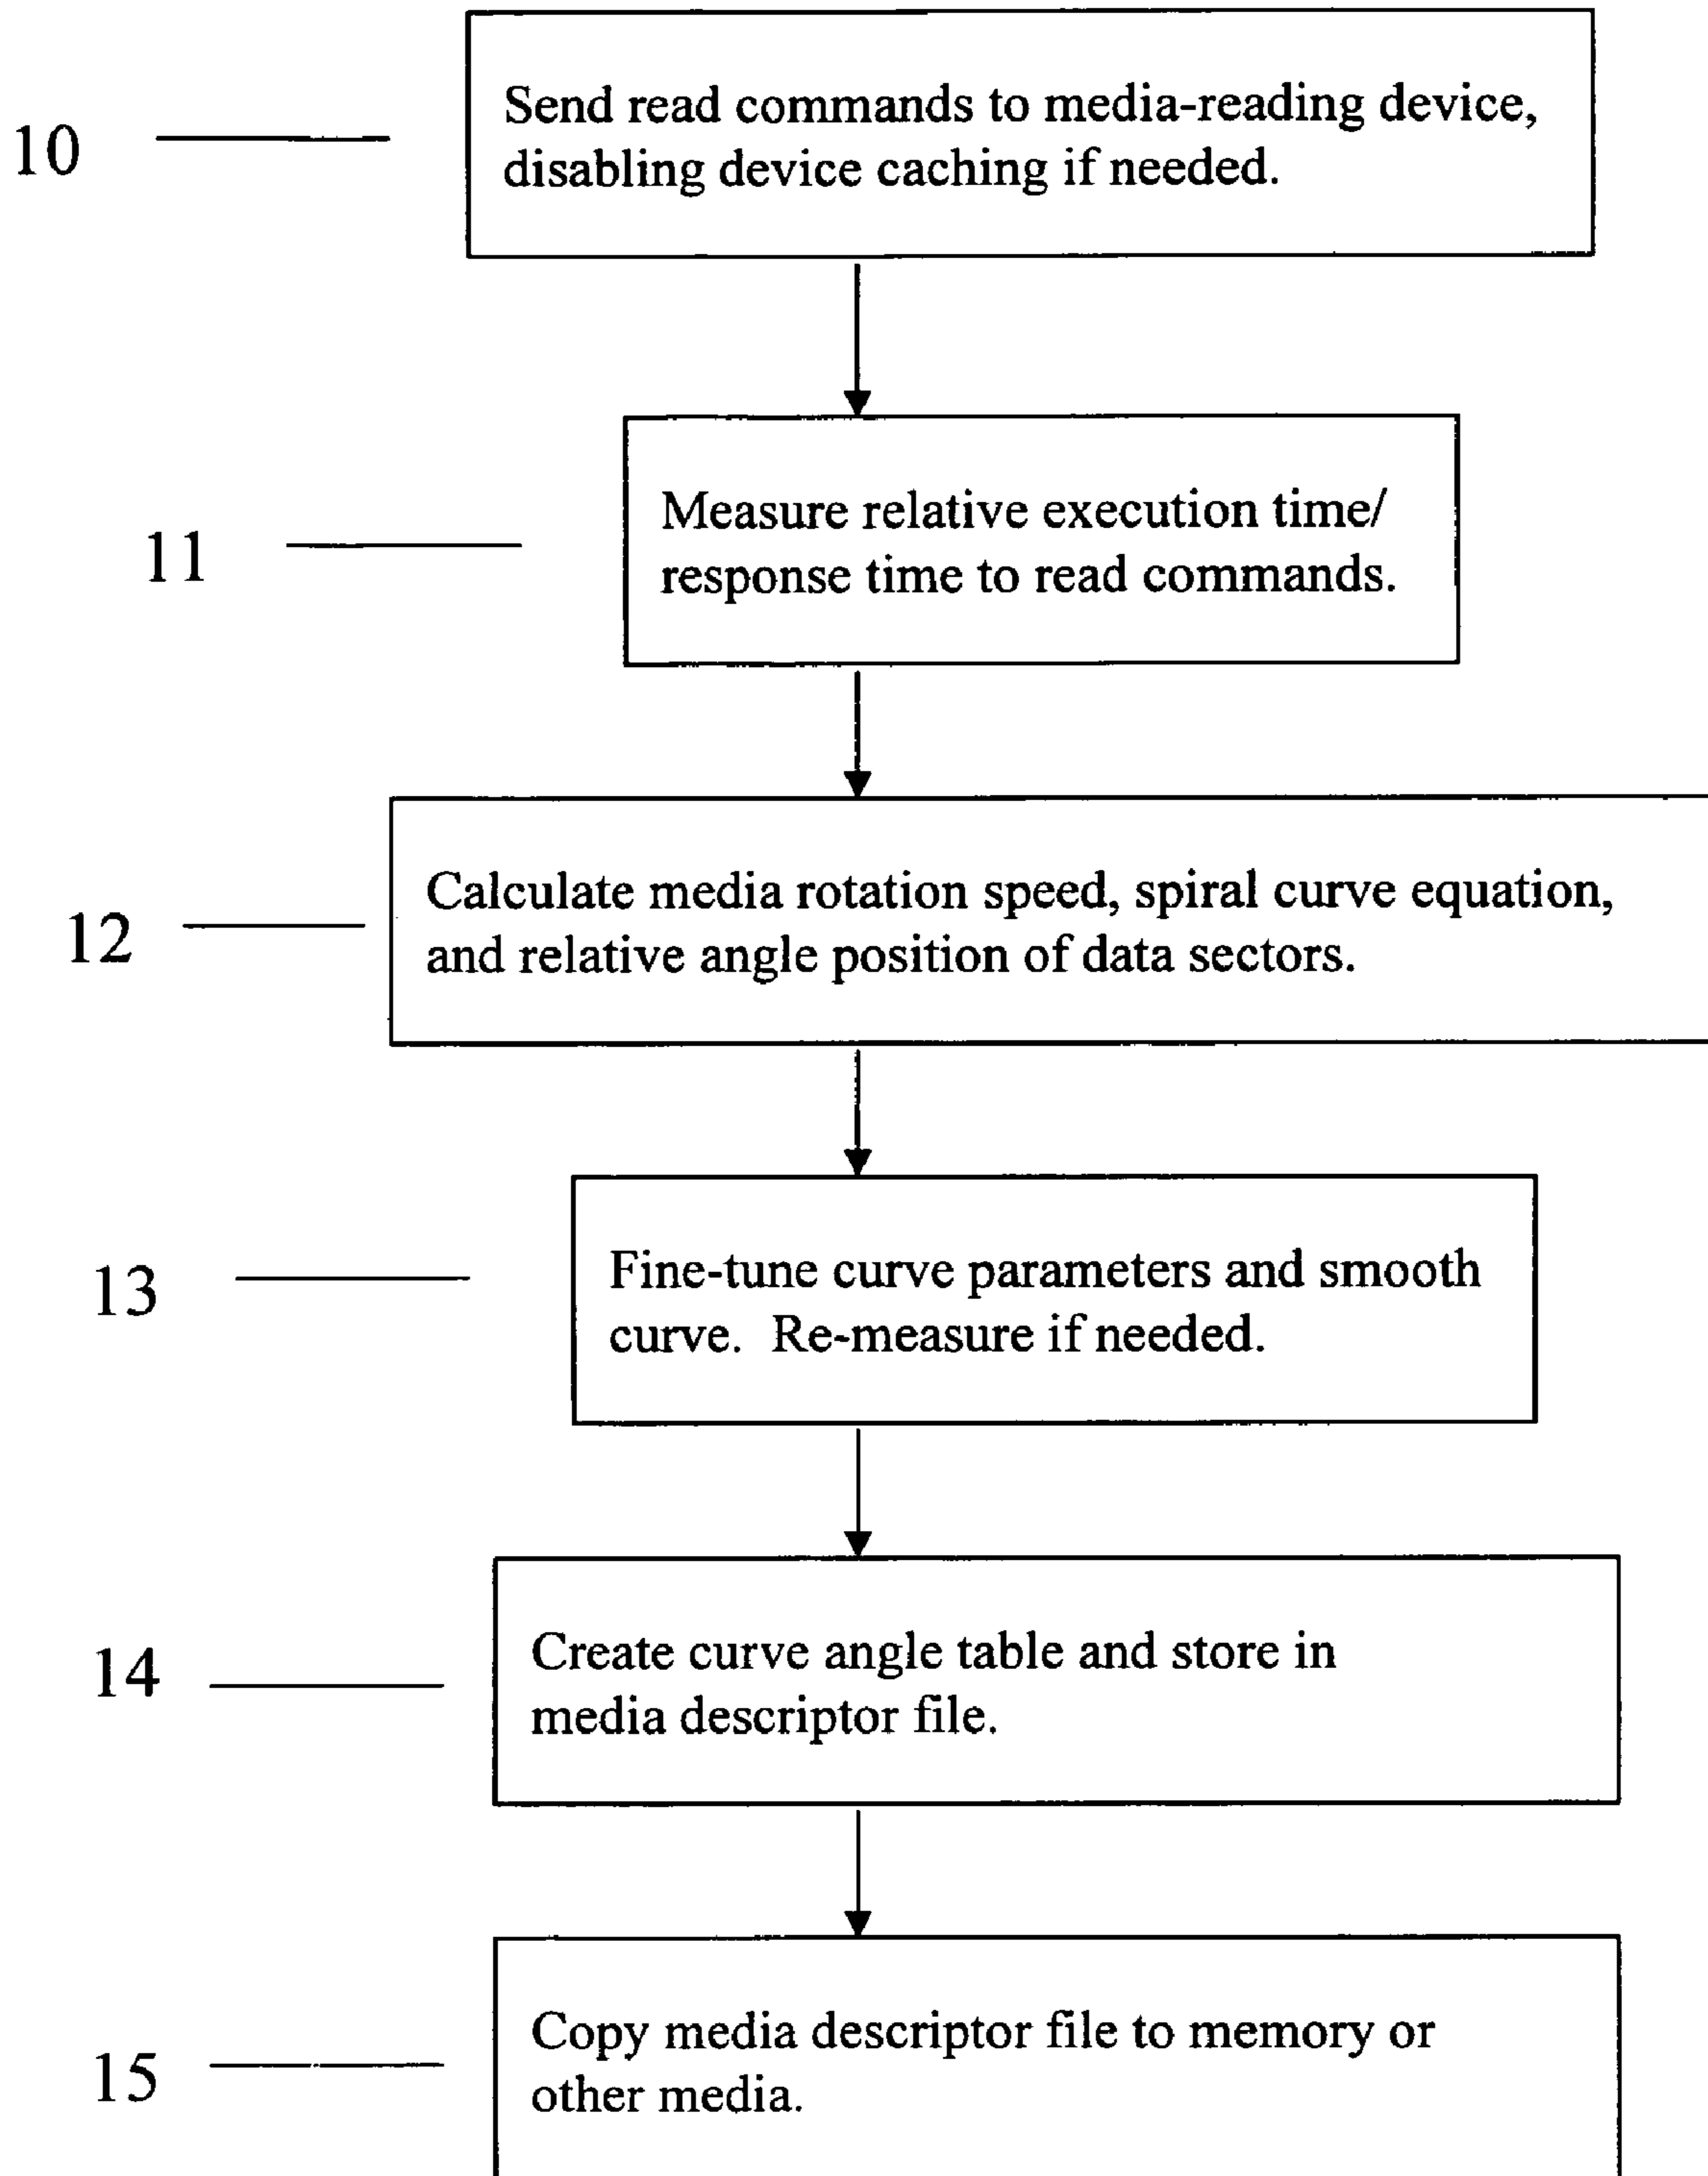 10
Send read commands to media-reading device,
disabling device caching if needed.
11
Measure relative execution time/
response time to read commands.
12
Calculate media rotation speed, spiral curve equation,
and relative angle position of data sectors.
13
Fine-tune curve parameters and smooth
curve.  Re-measure if needed.
14
Create curve angle table and store in
media descriptor file.
15
Copy media descriptor file to memory or
other media.